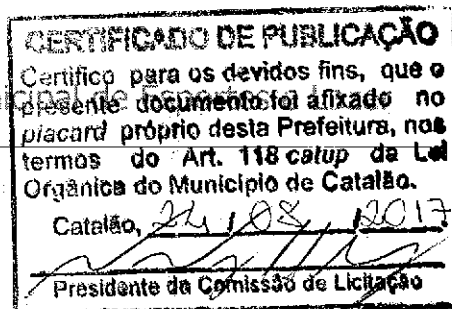 CERTIFICADO DE PUBLICAÇÃO
Certifico para os devidos fins, que o
presente documento foi afixado no
placard próprio desta Prefeitura, nos
termos do Art. 118 catup da Lei
Orgânica do Município de Catalão.
Catalão, 24 / 08 / 2017
Presidente da Comissão de Licitação